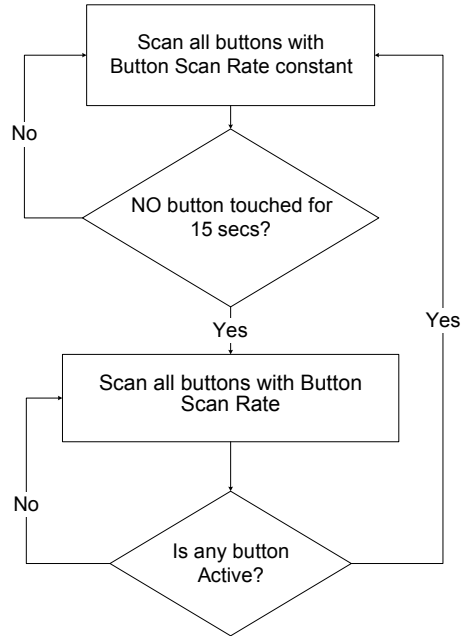 Scan all buttons with
Button Scan Rate constant
No
NO button touched for
15 secs?
Yes
Yes
Scan all buttons with Button
Scan Rate
No
Is any button
Active?